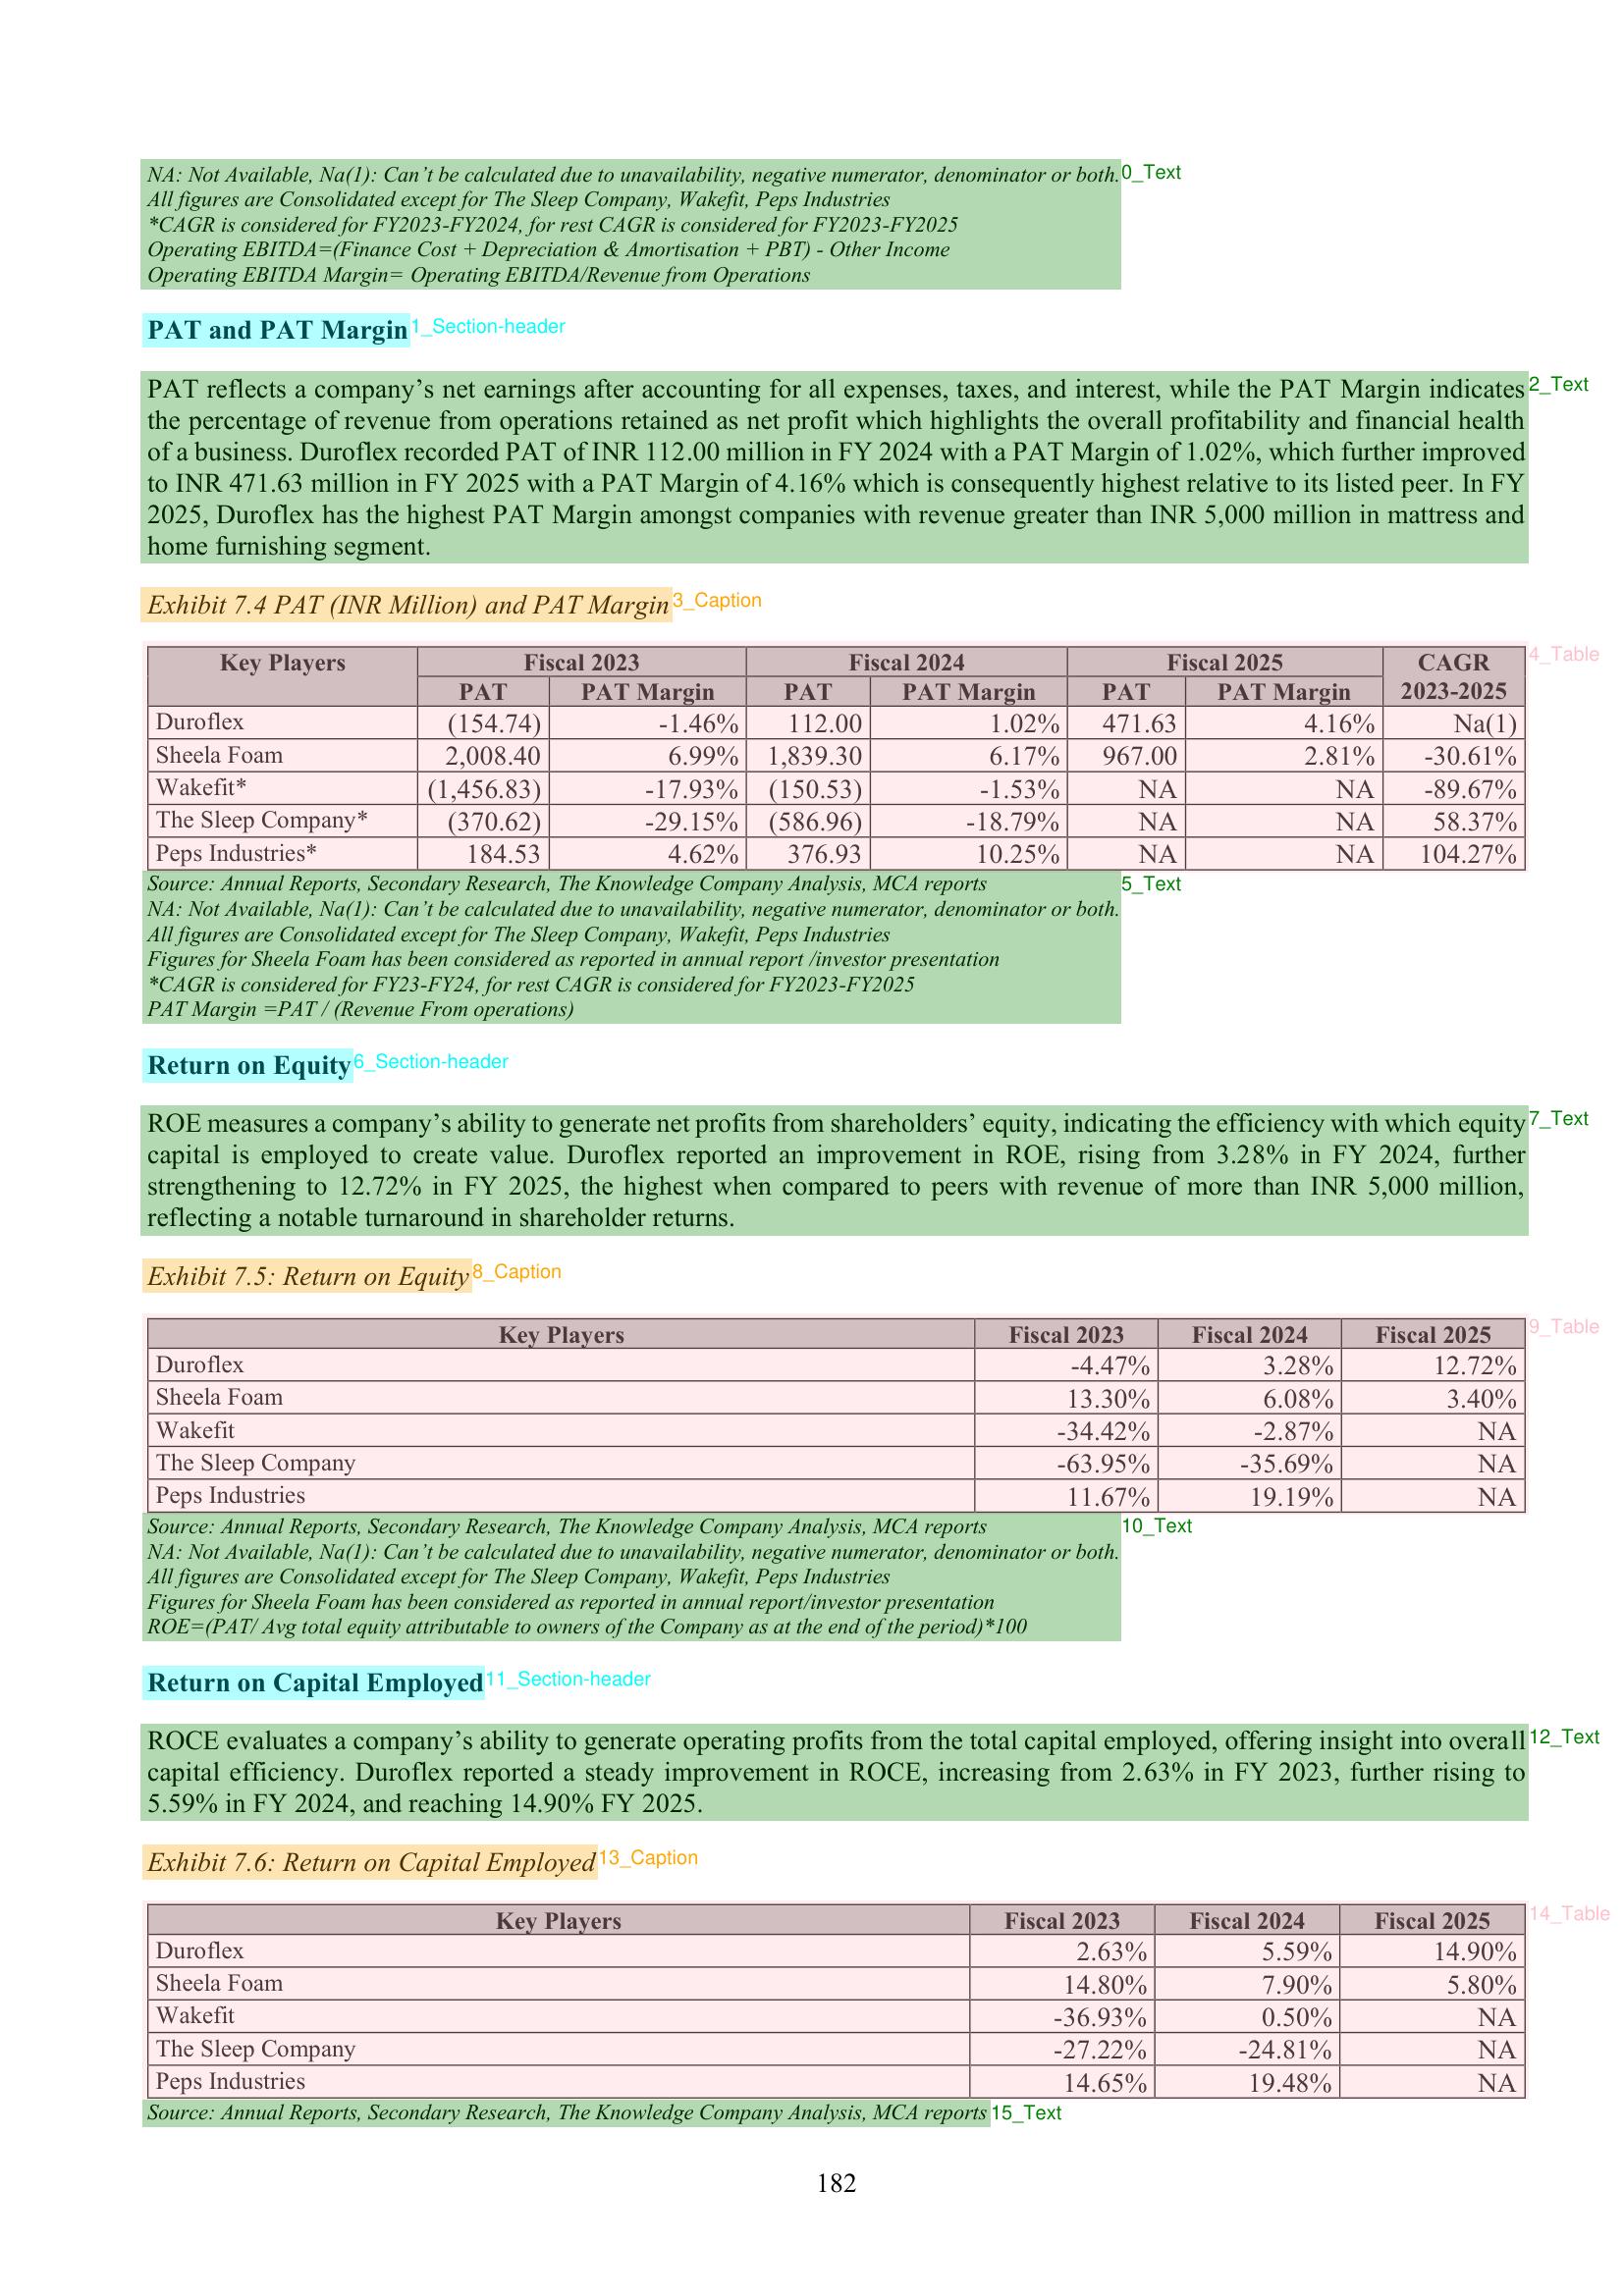 NA: Not Available, Na(1): Can’t be calculated due to unavailability, negative numerator, denominator or both. 0_Text
All figures are Consolidated except for The Sleep Company, Wakefit, Peps Industries
*CAGR is considered for FY2023-FY2024, for rest CAGR is considered for FY2023-FY2025
Operating EBITDA=(Finance Cost + Depreciation & Amortisation + PBT) - Other Income
Operating EBITDA Margin= Operating EBITDA/Revenue from Operations
PAT and PAT Margin 1_Section-header
PAT reflects a company’s net earnings after accounting for all expenses, taxes, and interest, while the PAT Margin indicates 2_Text
the percentage of revenue from operations retained as net profit which highlights the overall profitability and financial health
of a business. Duroflex recorded PAT of INR 112.00 million in FY 2024 with a PAT Margin of 1.02%, which further improved
to INR 471.63 million in FY 2025 with a PAT Margin of 4.16% which is consequently highest relative to its listed peer. In FY
2025, Duroflex has the highest PAT Margin amongst companies with revenue greater than INR 5,000 million in mattress and
home furnishing segment.
Exhibit 7.4 PAT (INR Million) and PAT Margin 3_Caption
Key Players Fiscal 2023 Fiscal 2024 Fiscal 2025 CAGR 4_Table
PAT PAT Margin PAT PAT Margin PAT PAT Margin 2023-2025
Duroflex (154.74) -1.46% 112.00 1.02% 471.63 4.16% Na(1)
Sheela Foam 2,008.40 6.99% 1,839.30 6.17% 967.00 2.81% -30.61%
Wakefit* (1,456.83) -17.93% (150.53) -1.53% NA NA -89.67%
The Sleep Company* (370.62) -29.15% (586.96) -18.79% NA NA 58.37%
Peps Industries* 184.53 4.62% 376.93 10.25% NA NA 104.27%
Source: Annual Reports, Secondary Research, The Knowledge Company Analysis, MCA reports 5_Text
NA: Not Available, Na(1): Can’t be calculated due to unavailability, negative numerator, denominator or both.
All figures are Consolidated except for The Sleep Company, Wakefit, Peps Industries
Figures for Sheela Foam has been considered as reported in annual report /investor presentation
*CAGR is considered for FY23-FY24, for rest CAGR is considered for FY2023-FY2025
PAT Margin =PAT / (Revenue From operations)
Return on Equity 6_Section-header
ROE measures a company’s ability to generate net profits from shareholders’ equity, indicating the efficiency with which equity 7_Text
capital is employed to create value. Duroflex reported an improvement in ROE, rising from 3.28% in FY 2024, further
strengthening to 12.72% in FY 2025, the highest when compared to peers with revenue of more than INR 5,000 million,
reflecting a notable turnaround in shareholder returns.
Exhibit 7.5: Return on Equity 8_Caption
Key Players Fiscal 2023 Fiscal 2024 Fiscal 2025 9_Table
Duroflex -4.47% 3.28% 12.72%
Sheela Foam 13.30% 6.08% 3.40%
Wakefit -34.42% -2.87% NA
The Sleep Company -63.95% -35.69% NA
Peps Industries 11.67% 19.19% NA
Source: Annual Reports, Secondary Research, The Knowledge Company Analysis, MCA reports 10_Text
NA: Not Available, Na(1): Can’t be calculated due to unavailability, negative numerator, denominator or both.
All figures are Consolidated except for The Sleep Company, Wakefit, Peps Industries
Figures for Sheela Foam has been considered as reported in annual report/investor presentation
ROE=(PAT/ Avg total equity attributable to owners of the Company as at the end of the period)*100
Return on Capital Employed 11_Section-header
ROCE evaluates a company’s ability to generate operating profits from the total capital employed, offering insight into overall 12_Text
capital efficiency. Duroflex reported a steady improvement in ROCE, increasing from 2.63% in FY 2023, further rising to
5.59% in FY 2024, and reaching 14.90% FY 2025.
Exhibit 7.6: Return on Capital Employed 13_Caption
Key Players Fiscal 2023 Fiscal 2024 Fiscal 2025 14_Table
Duroflex 2.63% 5.59% 14.90%
Sheela Foam 14.80% 7.90% 5.80%
Wakefit -36.93% 0.50% NA
The Sleep Company -27.22% -24.81% NA
Peps Industries 14.65% 19.48% NA
Source: Annual Reports, Secondary Research, The Knowledge Company Analysis, MCA reports 15_Text
182